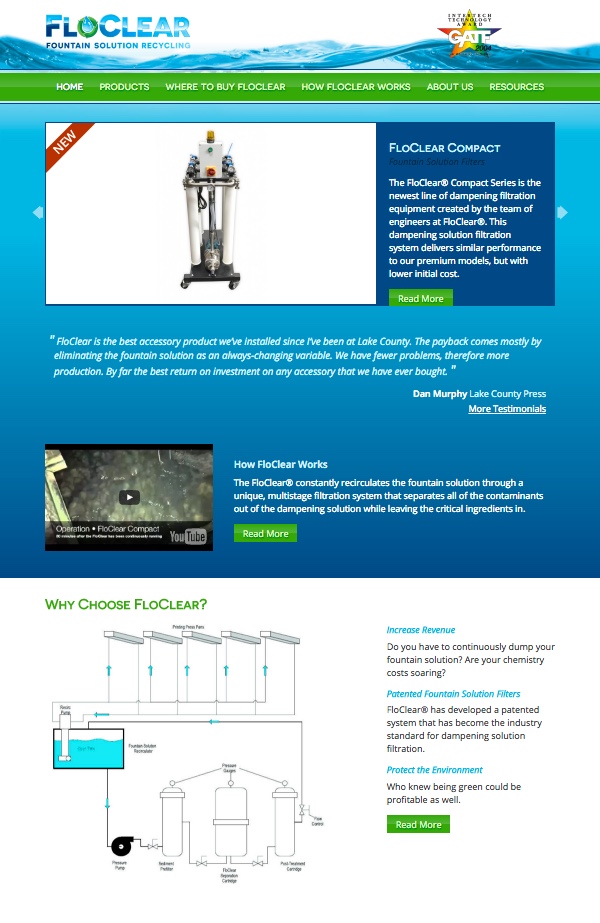 FLOCLEAR
FOUNTAIN SOLUTION RECYCLING
INTERTECH
TECHNOLOGY
AWARD
GATF
2004
HOME
PRODUCTS
WHERE TO BUY FLOCLEAR
HOW FLOCLEAR WORKS
ABOUT US
RESOURCES
NEW
FloClear Compact
Fountain Solution Filters
The FloClear® Compact Series is the
newest line of dampening filtration
equipment created by the team of
engineers at FloClear®. This
dampening solution filtration
system delivers similar performance
to our premium models, but with
lower initial cost.
Read More
" FloClear is the best accessory product we've installed since I've been at Lake County. The payback comes mostly by
eliminating the fountain solution as an always-changing variable. We have fewer problems, therefore more
production. By far the best return on investment on any accessory that we have ever bought. "
Dan Murphy Lake County Press
More Testimonials
Operation • FloClear Compact
YouTube
How FloClear Works
The FloClear® constantly recirculates the fountain solution through a
unique, multistage filtration system that separates all of the contaminants
out of the dampening solution while leaving the critical ingredients in.
Read More
Why Choose FloClear?
Printing Press Pans
Recirc
Pump
Fountain Solution
Recirculator
Pressure
Gauges
Flow
Control
Pressure
Pump
Sediment
Prefilter
FloClear
Separation
Cartridge
Post-Treatment
Cartridge
Increase Revenue
Do you have to continuously dump your
fountain solution? Are your chemistry
costs soaring?
Patented Fountain Solution Filters
FloClear® has developed a patented
system that has become the industry
standard for dampening solution
filtration.
Protect the Environment
Who knew being green could be
profitable as well.
Read More